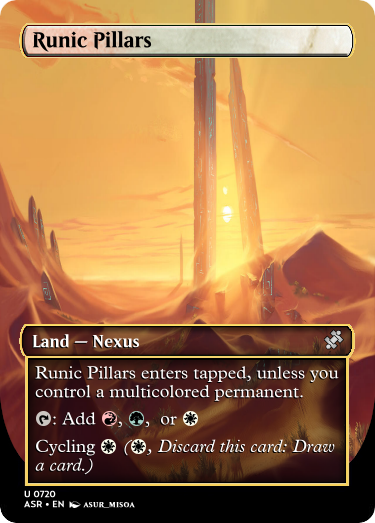 Runic Pillars
Land — Nexus
Runic Pillars enters tapped, unless you
control a multicolored permanent.
: Add , , or
Cycling (, Discard this card: Draw
a card.)
U 0720
ASR • EN ASUR_MISOA